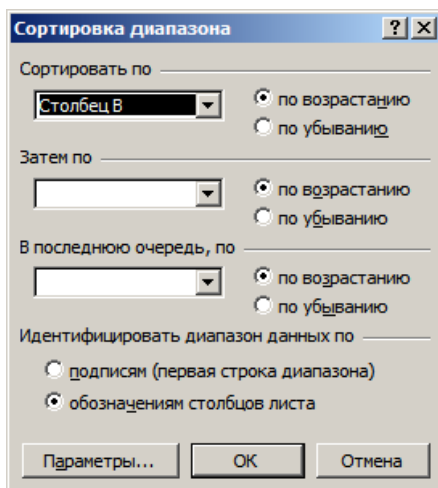 Сортировка диапазона
Сортировать по
Столбец B
по возрастанию
по убыванию
Затем по
по возрастанию
по убыванию
В последнюю очередь, по
по возрастанию
по убыванию
Идентифицировать диапазон данных по
подписям (первая строка диапазона)
обозначениям столбцов листа
Параметры...
ОК
Отмена